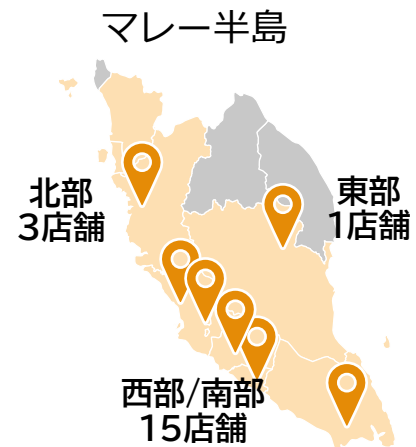 マレー半島
北部
3店舗
東部
1店舗
西部/南部
15店舗